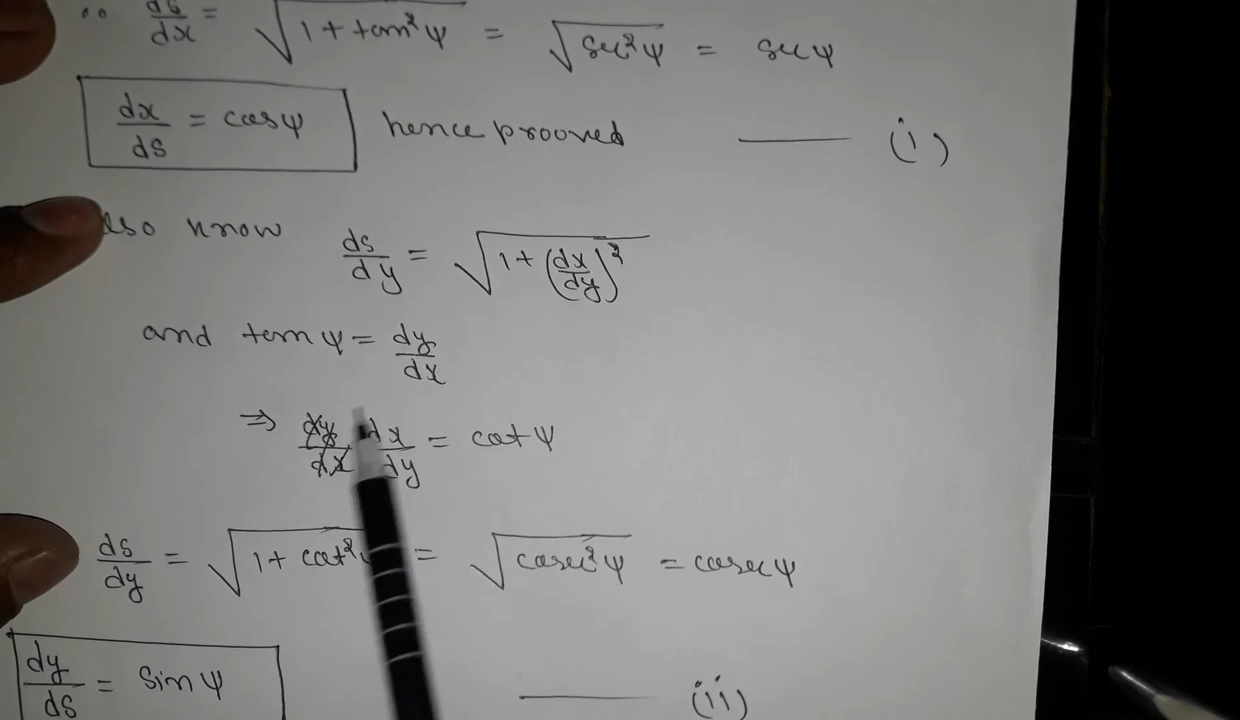 ∴ ds/dx = √(1 + tan²ψ) = √(sec²ψ) = secψ
dx/ds = cosψ hence prooved —— (i)
also know ds/dy = √(1 + (dx/dy)²)
and tanψ = dy/dx
⇒ dx/dy = cotψ
ds/dy = √(1 + cot²ψ) = √(cosec²ψ) = cosecψ
dy/ds = sinψ —— (ii)